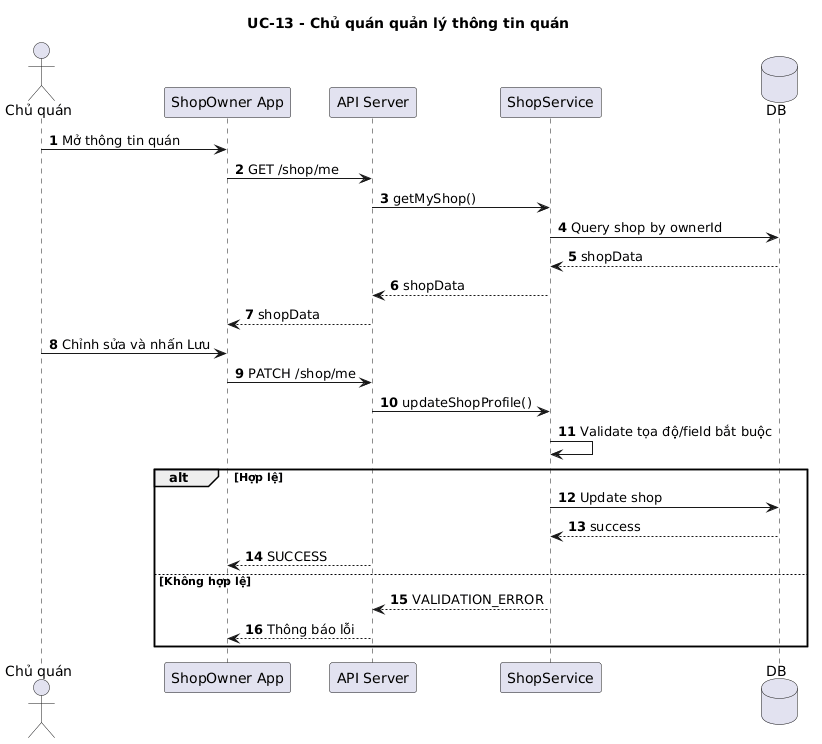 UC-13 - Chủ quán quản lý thông tin quán
Chủ quán
ShopOwner App
API Server
ShopService
DB
1 Mở thông tin quán
2 GET /shop/me
3 getMyShop()
4 Query shop by ownerId
5 shopData
6 shopData
7 shopData
8 Chỉnh sửa và nhấn Lưu
9 PATCH /shop/me
10 updateShopProfile()
11 Validate tọa độ/field bắt buộc
alt [Hợp lệ]
12 Update shop
13 success
14 SUCCESS
[Không hợp lệ]
15 VALIDATION_ERROR
16 Thông báo lỗi
Chủ quán
ShopOwner App
API Server
ShopService
DB